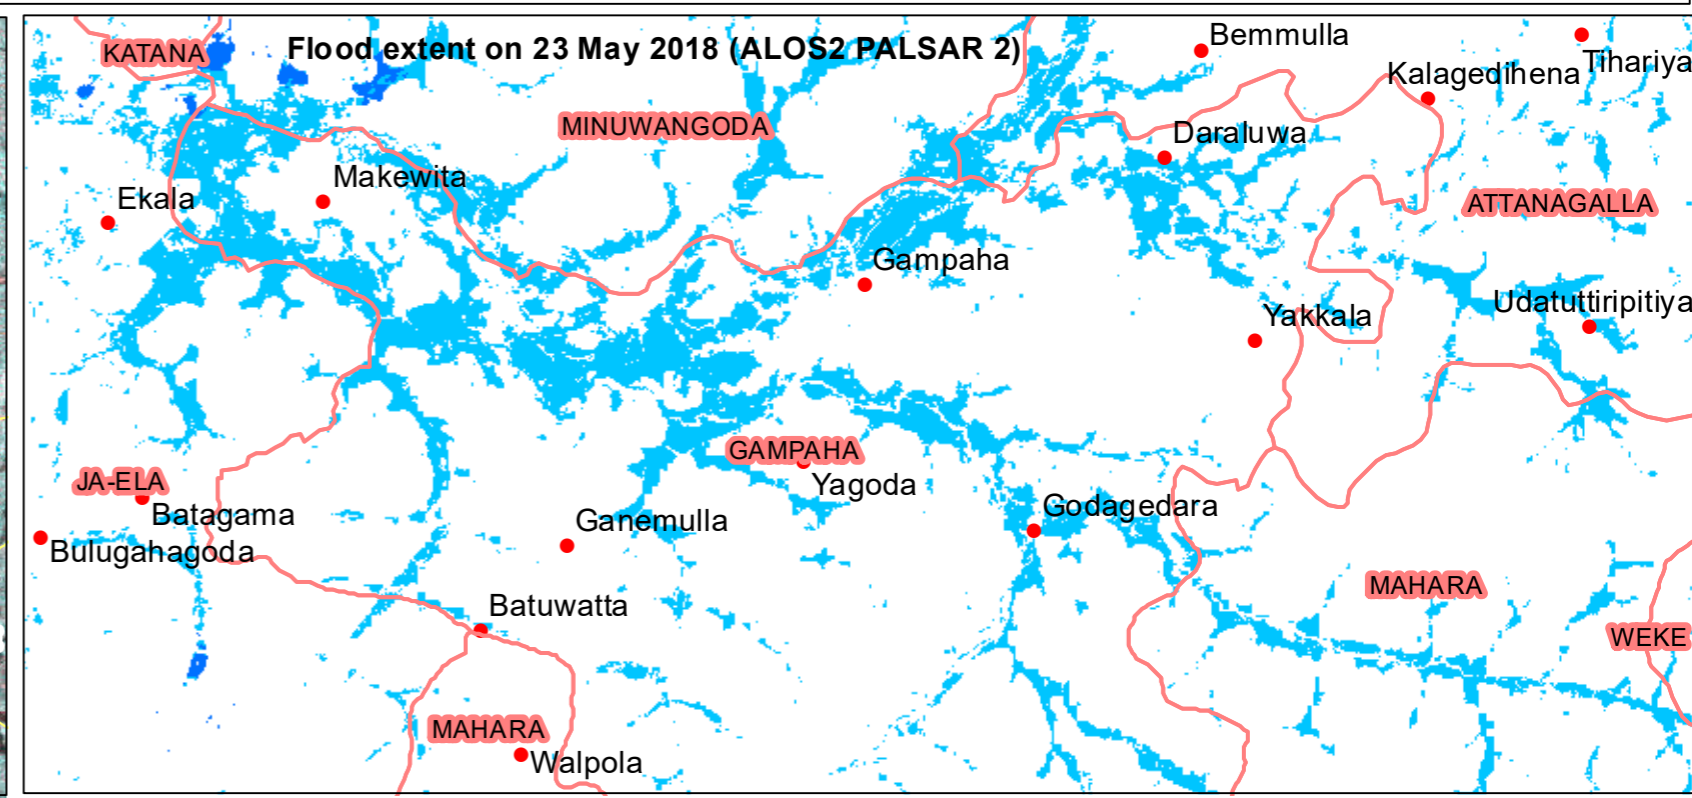 Flood extent on 23 May 2018 (ALOS2 PALSAR 2)
KATANA
Bemmulla
Tihariya
Kalagedihena
MINUWANGODA
Daraluwa
Makewita
Ekala
ATTANAGALLA
Gampaha
Udatuttiripitiya
Yakkala
GAMPAHA
JA-ELA
Yagoda
Godagedara
Batagama
Ganemulla
Bulugahagoda
MAHARA
Batuwatta
WEKE
MAHARA
Walpola